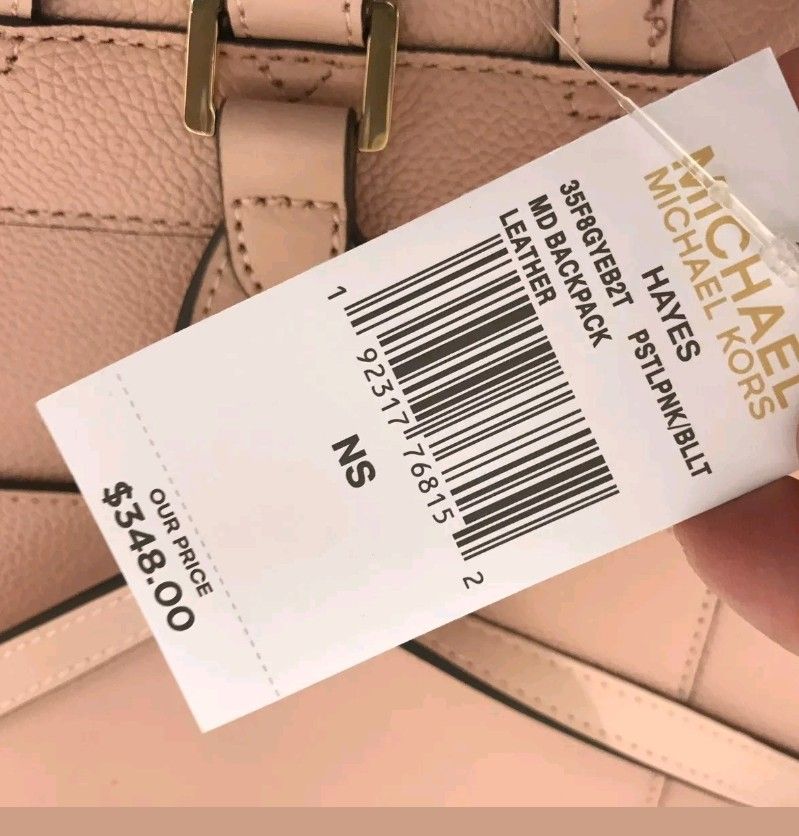 MICHAEL
MICHAEL KORS
HAYES
35F8GYEB2T PSTLPNK/BLLT
MD BACKPACK
LEATHER
1 92317 76815 2
NS
OUR PRICE
$348.00